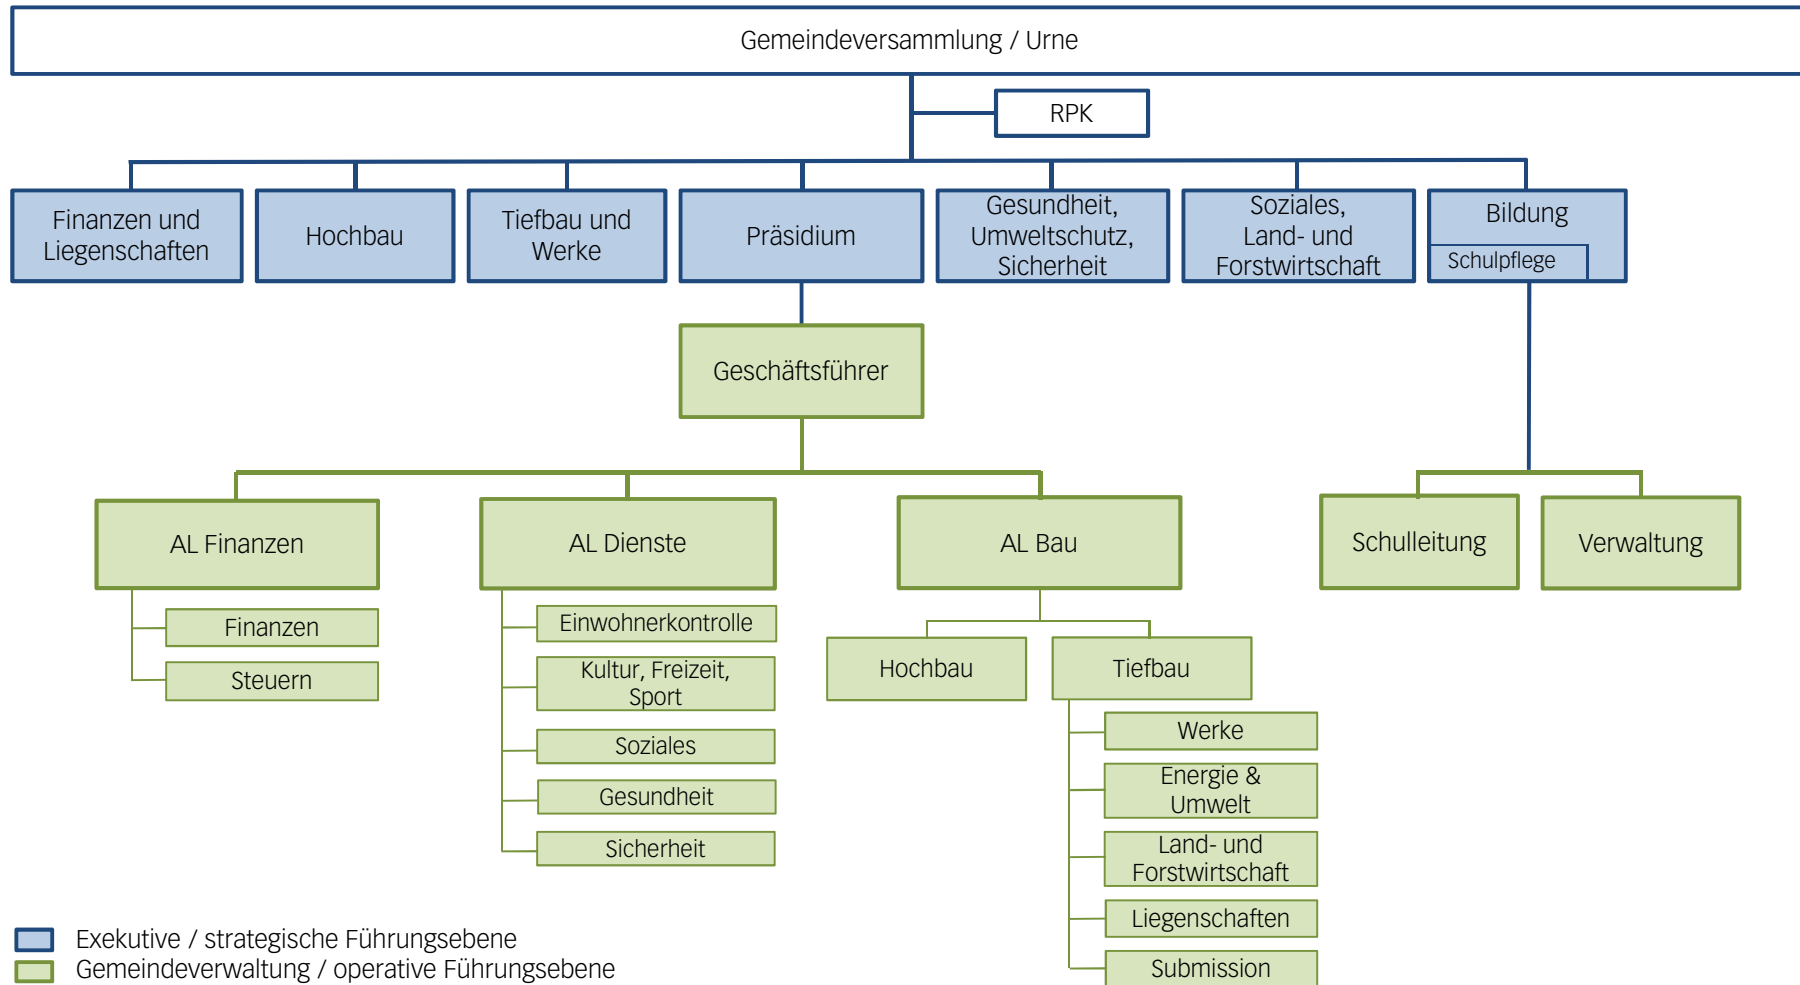 Gemeindeversammlung / Urne
RPK
Finanzen und
Liegenschaften
Hochbau
Tiefbau und
Werke
Präsidium
Gesundheit,
Umweltschutz,
Sicherheit
Soziales,
Land- und
Forstwirtschaft
Bildung
Schulpflege
Geschäftsführer
AL Finanzen
Finanzen
Steuern
AL Dienste
Einwohnerkontrolle
Kultur, Freizeit,
Sport
Soziales
Gesundheit
Sicherheit
AL Bau
Hochbau
Tiefbau
Werke
Energie &
Umwelt
Land- und
Forstwirtschaft
Liegenschaften
Submission
Schulleitung
Verwaltung
Exekutive / strategische Führungsebene
Gemeindeverwaltung / operative Führungsebene